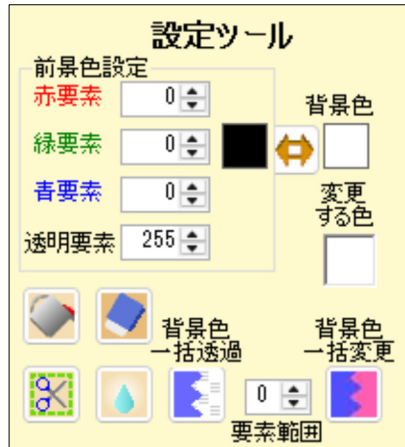 設定ツール
前景色設定
赤要素 0
緑要素 0
青要素 0
透明要素 255
背景色
変更
する色
背景色
一括透過
背景色
一括変更
0
要素範囲